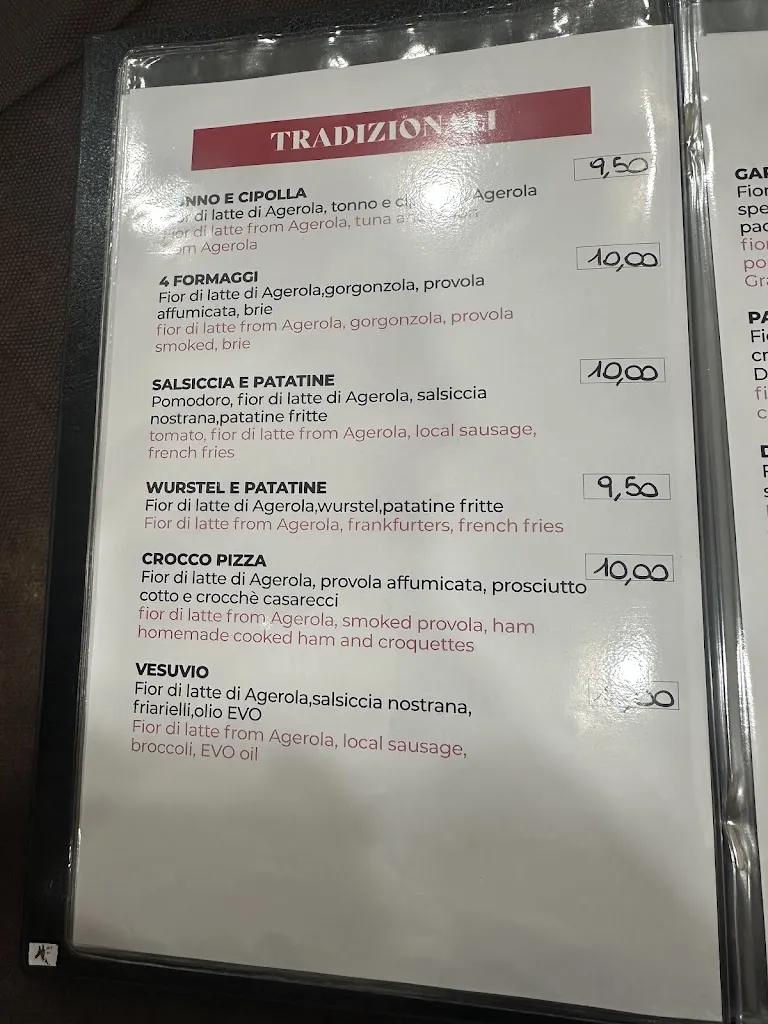 TRADIZIONALI
9,50
TONNO E CIPOLLA
Fior di latte di Agerola, tonno e Agerola
fior di latte from Agerola, tuna and
from Agerola
10,00
4 FORMAGGI
Fior di latte di Agerola,gorgonzola, provola
affumicata, brie
fior di latte from Agerola, gorgonzola, provola
smoked, brie
10,00
SALSICCIA E PATATINE
Pomodoro, fior di latte di Agerola, salsiccia
nostrana,patatine fritte
tomato, fior di latte from Agerola, local sausage,
french fries
9,50
WURSTEL E PATATINE
Fior di latte di Agerola,wurstel,patatine fritte
Fior di latte from Agerola, frankfurters, french fries
10,00
CROCCO PIZZA
Fior di latte di Agerola, provola affumicata, prosciutto
cotto e crocchè casarecci
fior di latte from Agerola, smoked provola, ham
homemade cooked ham and croquettes
VESUVIO
Fior di latte di Agerola,salsiccia nostrana,
friarielli,olio EVO
Fior di latte from Agerola, local sausage,
broccoli, EVO oil